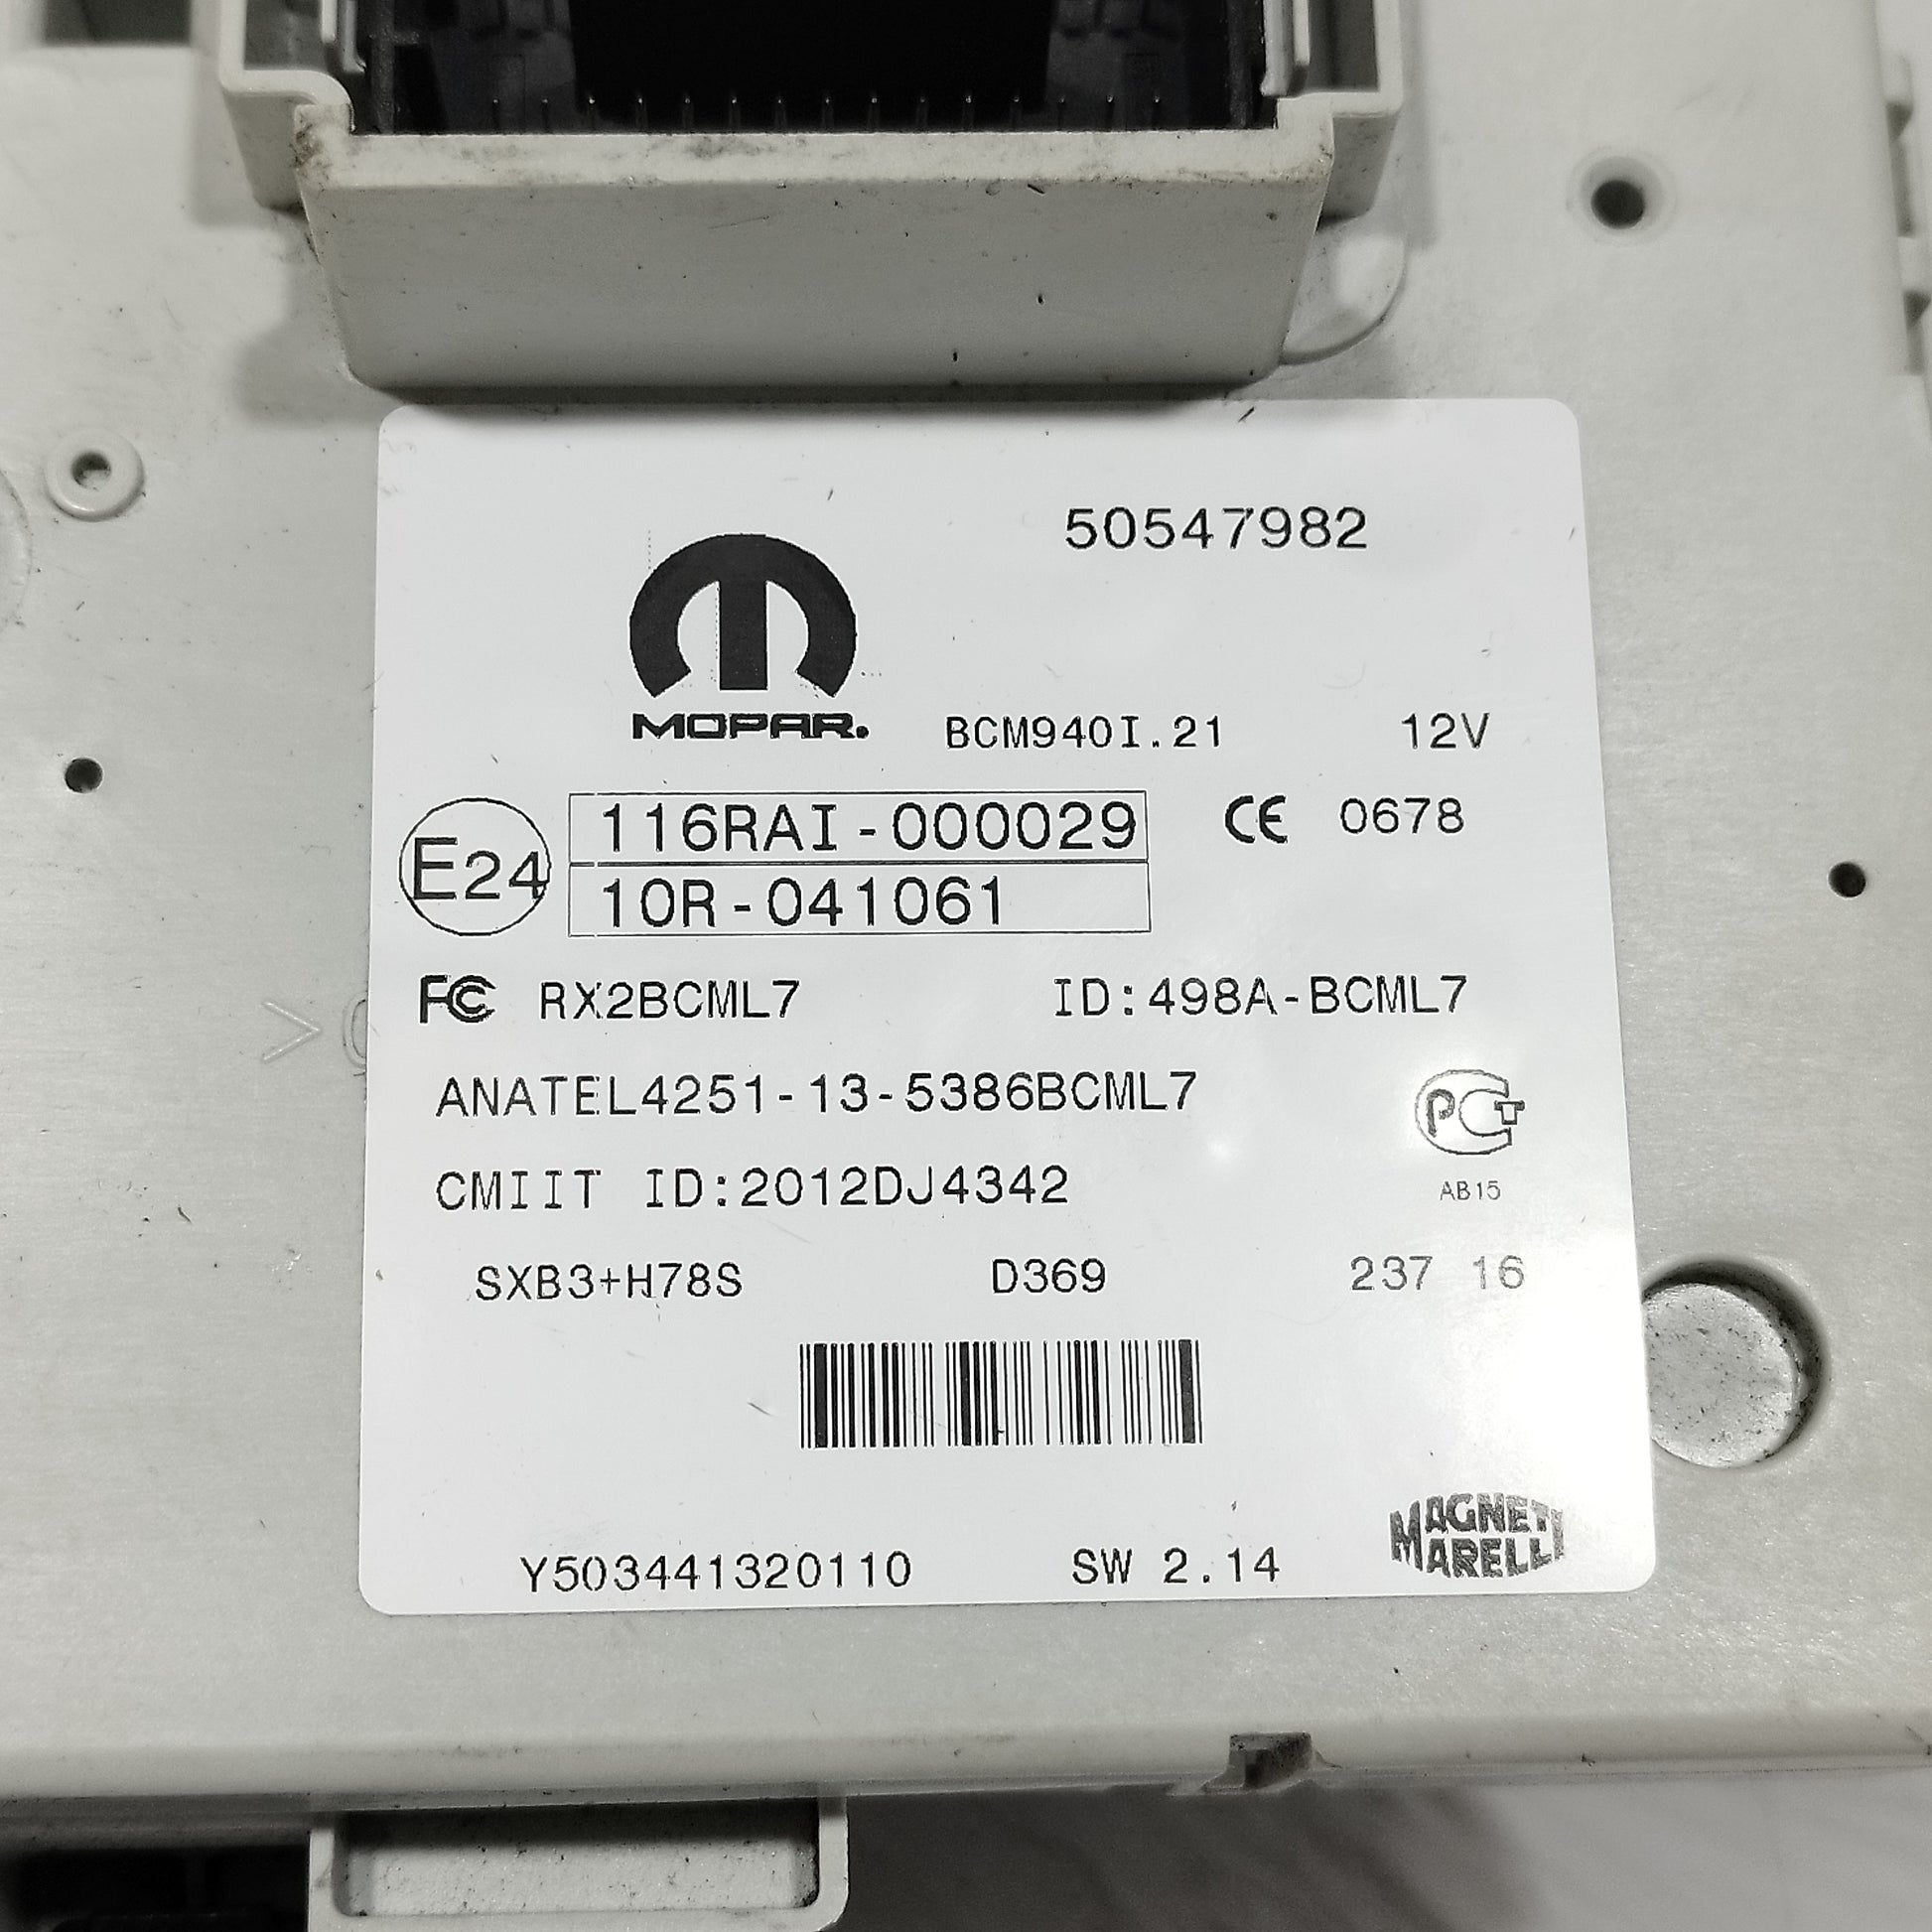 50547982
MOPAR.
BCM940I.21 12V
E24
116RAI-000029
CE 0678
10R-041061
FC RX2BCML7 ID:498A-BCML7
ANATEL4251-13-5386BCML7
PCT
CMIIT ID:2012DJ4342
AB15
SXB3+H78S D369 237 16
MAGNETI
MARELLI
Y503441320110 SW 2.14